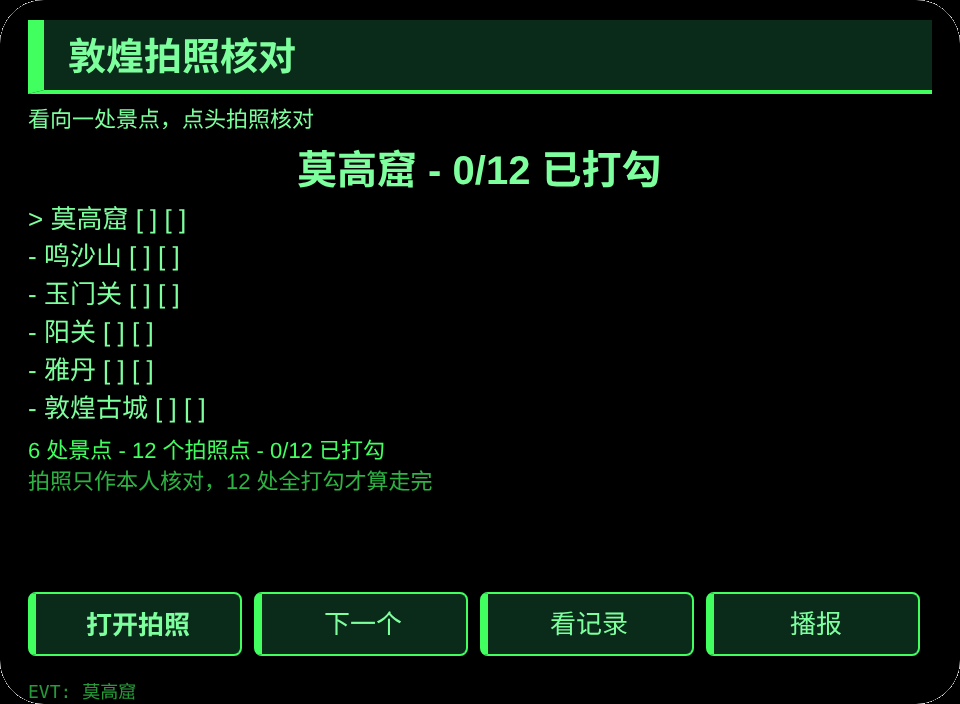 敦煌拍照核对
看向一处景点，点头拍照核对
莫高窟 - 0/12 已打勾
> 莫高窟 [ ] [ ]
- 鸣沙山 [ ] [ ]
- 玉门关 [ ] [ ]
- 阳关 [ ] [ ]
- 雅丹 [ ] [ ]
- 敦煌古城 [ ] [ ]
6 处景点 - 12 个拍照点 - 0/12 已打勾
拍照只作本人核对，12 处全打勾才算走完
打开拍照
下一个
看记录
播报
EVT: 莫高窟